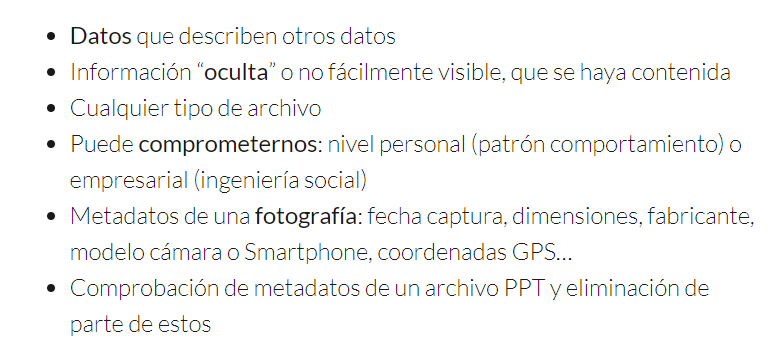 • Datos que describen otros datos
• Información “oculta” o no fácilmente visible, que se haya contenida
• Cualquier tipo de archivo
• Puede comprometernos: nivel personal (patrón comportamiento) o
empresarial (ingeniería social)
• Metadatos de una fotografía: fecha captura, dimensiones, fabricante,
modelo cámara o Smartphone, coordenadas GPS...
• Comprobación de metadatos de un archivo PPT y eliminación de
parte de estos